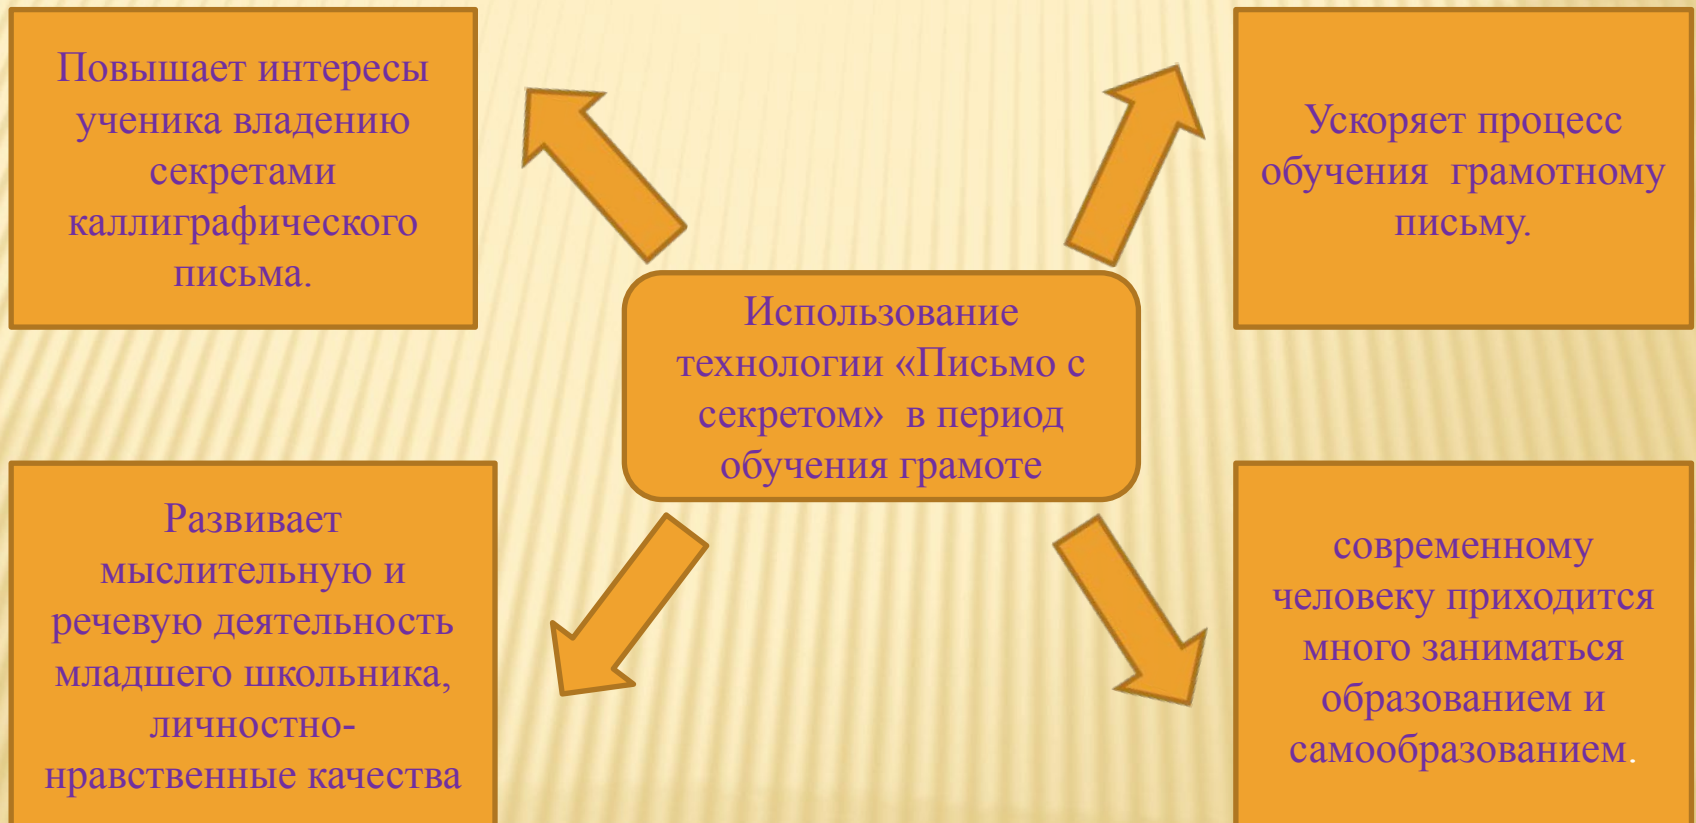 Повышает интересы
ученика владению
секретами
каллиграфического
письма.
Ускоряет процесс
обучения грамотному
письму.
Использование
технологии «Письмо с
секретом» в период
обучения грамоте
Развивает
мыслительную и
речевую деятельность
младшего школьника,
личностно-
нравственные качества
современному
человеку приходится
много заниматься
образованием и
самообразованием.